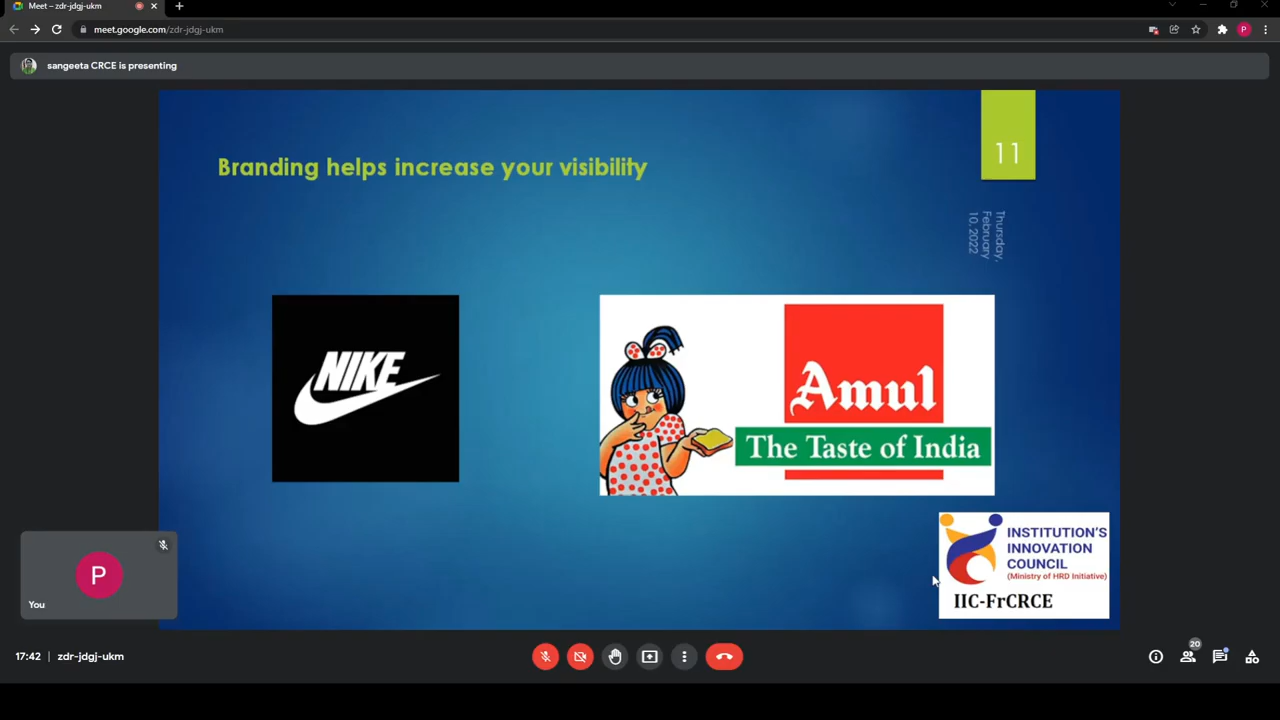 Meet – zdr-jdgj-ukm
meet.google.com/zdr-jdgj-ukm
P
sangeeta CRCE is presenting
11
Branding helps increase your visibility
Thursday,
February
10, 2022
NIKE
Amul
The Taste of India
INSTITUTION'S
INNOVATION
COUNCIL
(Ministry of HRD Initiative)
IIC-FrCRCE
P
You
17:42 | zdr-jdgj-ukm
20